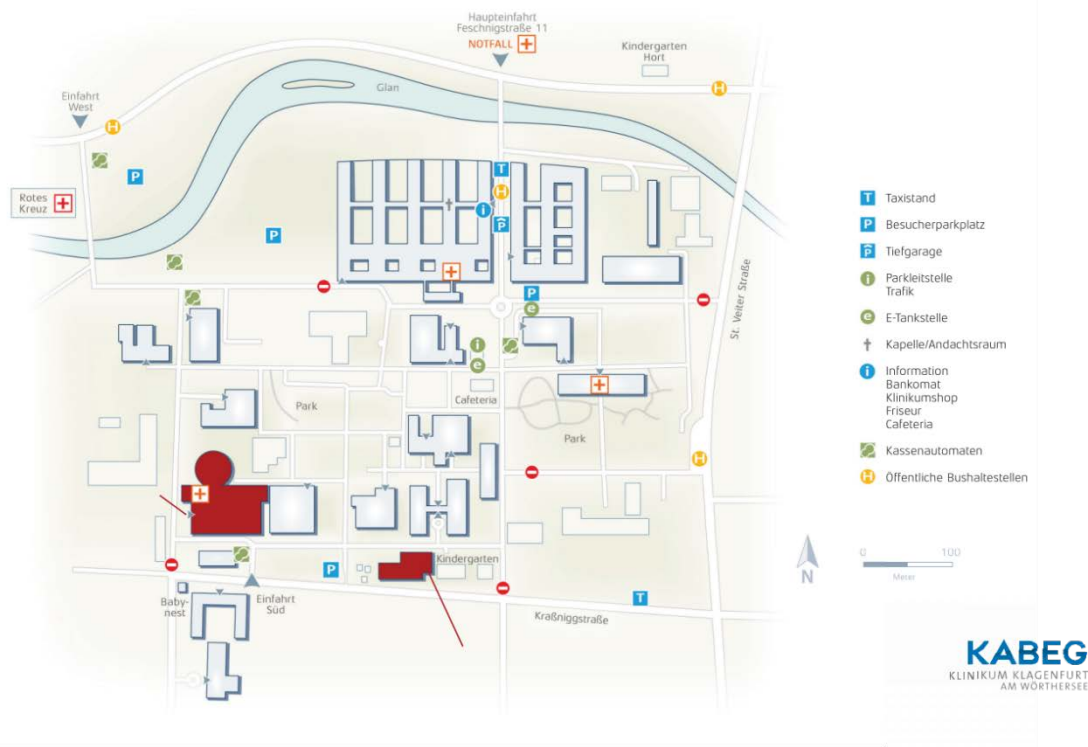 Haupteinfahrt
Feschnigstraße 11
NOTFALL
Kindergarten
Hort
H
Glan
Einfahrt
West
H
P
Rotes
Kreuz
T
H
i
P
P
P
e
St. Veiter Straße
i
e
Cafeteria
Park
Park
H
Kindergarten
P
Baby-
nest
Einfahrt
Süd
T
Kraßniggstraße
T Taxistand
P Besucherparkplatz
P Tiefgarage
i Parkleitstelle
Trafik
e E-Tankstelle
Kapelle/Andachtsraum
i Information
Bankomat
Klinikumshop
Friseur
Cafeteria
Kassenautomaten
H Öffentliche Bushaltestellen
N
0 100
Meter
KABEG
KLINIKUM KLAGENFURT
AM WÖRTHERSEE